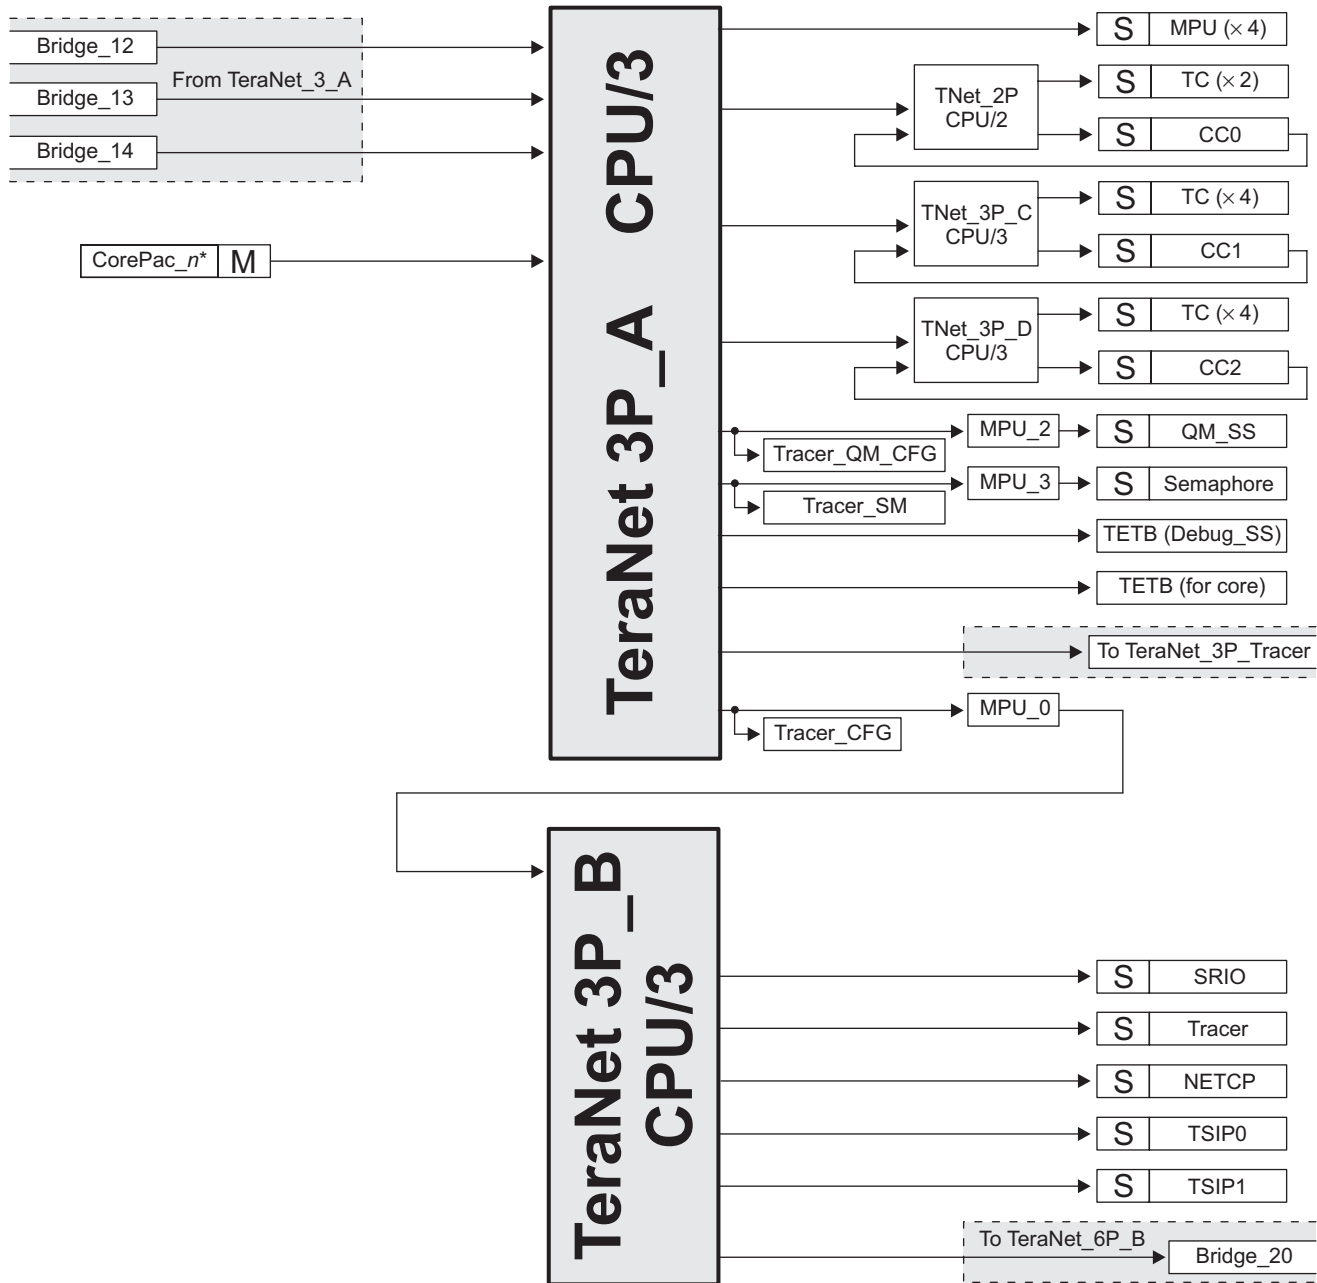 Bridge_12
From TeraNet_3_A
Bridge_13
Bridge_14
CorePac_n*
M
TeraNet 3P_A CPU/3
S
MPU (× 4)
TNet_2P
CPU/2
S
TC (× 2)
S
CC0
TNet_3P_C
CPU/3
S
TC (× 4)
S
CC1
TNet_3P_D
CPU/3
S
TC (× 4)
S
CC2
MPU_2
S
QM_SS
Tracer_QM_CFG
MPU_3
S
Semaphore
Tracer_SM
TETB (Debug_SS)
TETB (for core)
To TeraNet_3P_Tracer
MPU_0
Tracer_CFG
TeraNet 3P_B
CPU/3
S
SRIO
S
Tracer
S
NETCP
S
TSIP0
S
TSIP1
To TeraNet_6P_B
Bridge_20